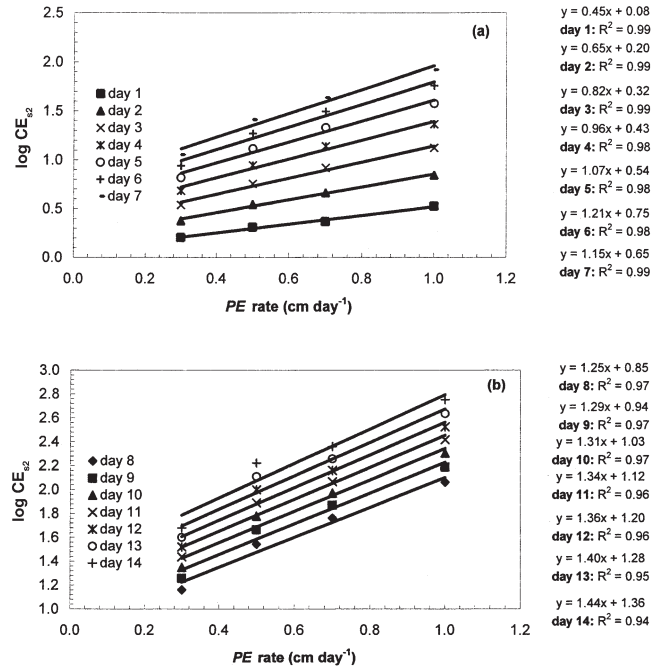 (a)
log CE_s2
2.5
2.0
1.5
1.0
0.5
0.0
day 1
day 2
day 3
day 4
day 5
day 6
day 7
0.0 0.2 0.4 0.6 0.8 1.0 1.2
PE rate (cm day⁻¹)
y = 0.45x + 0.08
day 1: R² = 0.99
y = 0.65x + 0.20
day 2: R² = 0.99
y = 0.82x + 0.32
day 3: R² = 0.99
y = 0.96x + 0.43
day 4: R² = 0.98
y = 1.07x + 0.54
day 5: R² = 0.98
y = 1.21x + 0.75
day 6: R² = 0.98
y = 1.15x + 0.65
day 7: R² = 0.99
(b)
log CE_s2
3.0
2.8
2.6
2.4
2.2
2.0
1.8
1.6
1.4
1.2
1.0
day 8
day 9
day 10
day 11
day 12
day 13
day 14
0.0 0.2 0.4 0.6 0.8 1.0 1.2
PE rate (cm day⁻¹)
y = 1.25x + 0.85
day 8: R² = 0.97
y = 1.29x + 0.94
day 9: R² = 0.97
y = 1.31x + 1.03
day 10: R² = 0.97
y = 1.34x + 1.12
day 11: R² = 0.96
y = 1.36x + 1.20
day 12: R² = 0.96
y = 1.40x + 1.28
day 13: R² = 0.95
y = 1.44x + 1.36
day 14: R² = 0.94